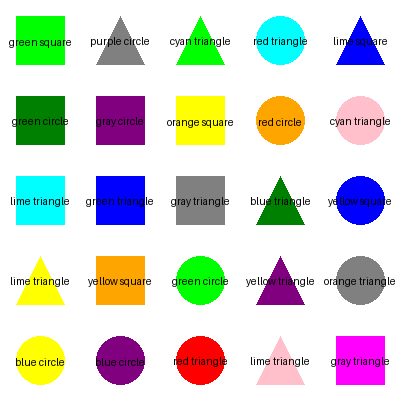 green square purple circle cyan triangle red triangle lime square
green circle gray circle orange square red circle cyan triangle
lime triangle green triangle gray triangle blue triangle yellow square
lime triangle yellow square green circle yellow triangle orange triangle
blue circle blue circle red triangle lime triangle gray triangle